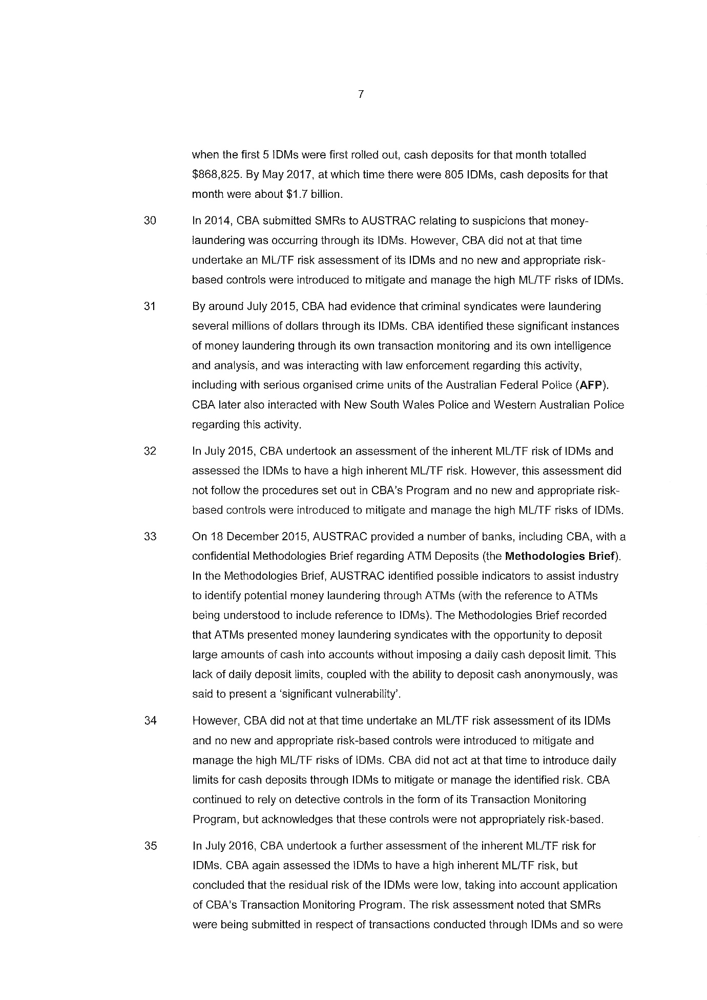 7
when the first 5 IDMs were first rolled out, cash deposits for that month totalled
$868,825. By May 2017, at which time there were 805 IDMs, cash deposits for that
month were about $1.7 billion.
30 In 2014, CBA submitted SMRs to AUSTRAC relating to suspicions that money-
laundering was occurring through its IDMs. However, CBA did not at that time
undertake an ML/TF risk assessment of its IDMs and no new and appropriate risk-
based controls were introduced to mitigate and manage the high ML/TF risks of IDMs.
31 By around July 2015, CBA had evidence that criminal syndicates were laundering
several millions of dollars through its IDMs. CBA identified these significant instances
of money laundering through its own transaction monitoring and its own intelligence
and analysis, and was interacting with law enforcement regarding this activity,
including with serious organised crime units of the Australian Federal Police (AFP).
CBA later also interacted with New South Wales Police and Western Australian Police
regarding this activity.
32 In July 2015, CBA undertook an assessment of the inherent ML/TF risk of IDMs and
assessed the IDMs to have a high inherent ML/TF risk. However, this assessment did
not follow the procedures set out in CBA's Program and no new and appropriate risk-
based controls were introduced to mitigate and manage the high ML/TF risks of IDMs.
33 On 18 December 2015, AUSTRAC provided a number of banks, including CBA, with a
confidential Methodologies Brief regarding ATM Deposits (the Methodologies Brief).
In the Methodologies Brief, AUSTRAC identified possible indicators to assist industry
to identify potential money laundering through ATMs (with the reference to ATMs
being understood to include reference to IDMs). The Methodologies Brief recorded
that ATMs presented money laundering syndicates with the opportunity to deposit
large amounts of cash into accounts without imposing a daily cash deposit limit. This
lack of daily deposit limits, coupled with the ability to deposit cash anonymously, was
said to present a 'significant vulnerability'.
34 However, CBA did not at that time undertake an ML/TF risk assessment of its IDMs
and no new and appropriate risk-based controls were introduced to mitigate and
manage the high ML/TF risks of IDMs. CBA did not act at that time to introduce daily
limits for cash deposits through IDMs to mitigate or manage the identified risk. CBA
continued to rely on detective controls in the form of its Transaction Monitoring
Program, but acknowledges that these controls were not appropriately risk-based.
35 In July 2016, CBA undertook a further assessment of the inherent ML/TF risk for
IDMs. CBA again assessed the IDMs to have a high inherent ML/TF risk, but
concluded that the residual risk of the IDMs were low, taking into account application
of CBA's Transaction Monitoring Program. The risk assessment noted that SMRs
were being submitted in respect of transactions conducted through IDMs and so were